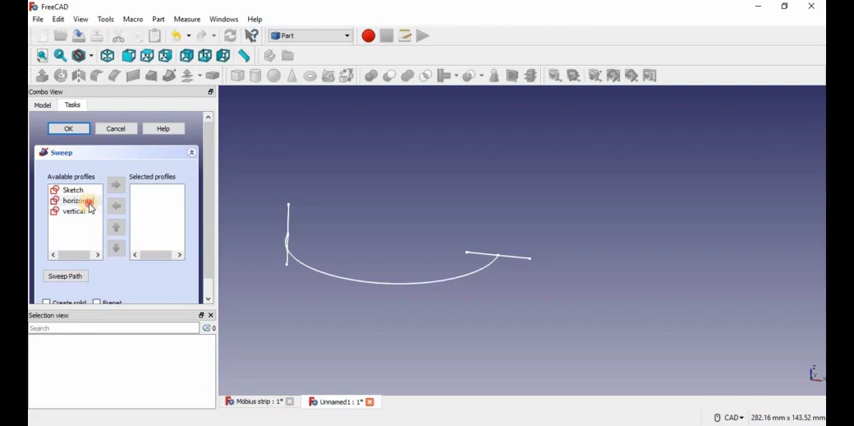 FreeCAD
File Edit View Tools Macro Part Measure Windows Help
Part
Combo View
Model Tasks
OK Cancel Help
Sweep
Available profiles Selected profiles
Sketch
horizontal
vertical
Sweep Path
Create solid Frenet
Selection view
Search 0
Möbius strip : 1* Unnamed1 : 1*
CAD 282.16 mm x 143.52 mm